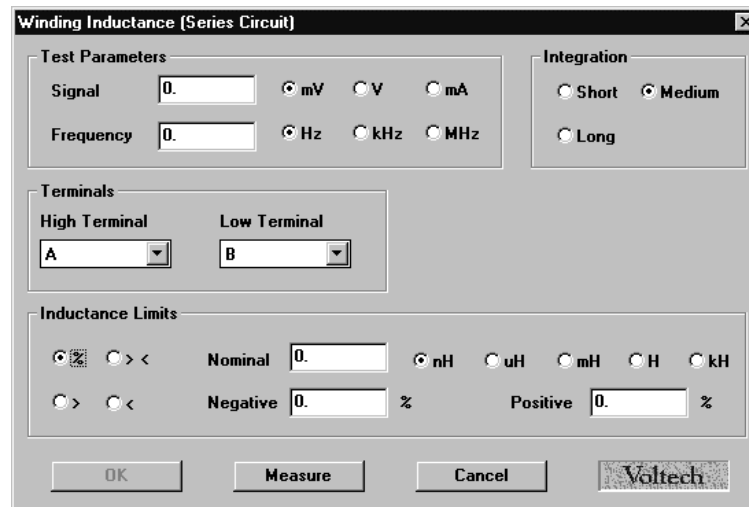 Winding Inductance (Series Circuit)
Test Parameters
Signal 0. mV V mA
Frequency 0. Hz kHz MHz
Integration
Short Medium
Long
Terminals
High Terminal Low Terminal
A B
Inductance Limits
% > < Nominal 0. nH uH mH H kH
> < Negative 0. % Positive 0. %
OK Measure Cancel Voltech